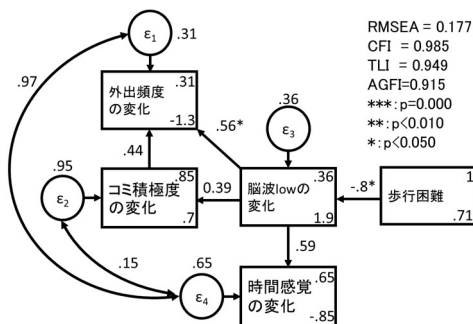 ε1
.31
RMSEA = 0.177
CFI = 0.985
TLI = 0.949
AGFI=0.915
***:p=0.000
**:p<0.010
*:p<0.050
.97
.31
外出頻度
の変化
-1.3
.36
ε3
.56*
.44
.95
ε2
.85
コミ積極度
の変化
.7
0.39
.36
脳波lowの
変化
1.9
-.8*
1
歩行困難
.71
.59
.15
.65
ε4
.65
時間感覚
の変化
-.85